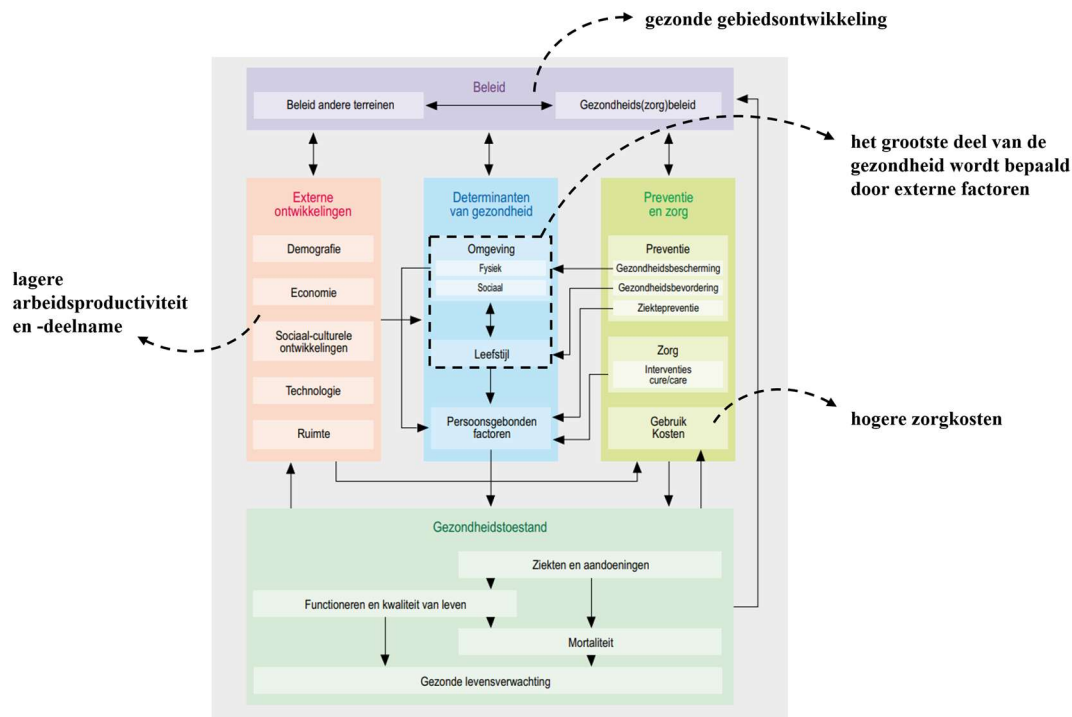 gezonde gebiedsontwikkeling
Beleid
Beleid andere terreinen
Gezondheids(zorg)beleid
het grootste deel van de
gezondheid wordt bepaald
door externe factoren
Externe
ontwikkelingen
Demografie
Economie
Sociaal-culturele
ontwikkelingen
Technologie
Ruimte
lagere
arbeidsproductiviteit
en -deelname
Determinanten
van gezondheid
Omgeving
Fysiek
Sociaal
Leefstijl
Persoonsgebonden
factoren
Preventie
en zorg
Preventie
Gezondheidsbescherming
Gezondheidsbevordering
Ziektepreventie
Zorg
Interventies
cure/care
Gebruik
Kosten
hogere zorgkosten
Gezondheidstoestand
Ziekten en aandoeningen
Functioneren en kwaliteit van leven
Mortaliteit
Gezonde levensverwachting